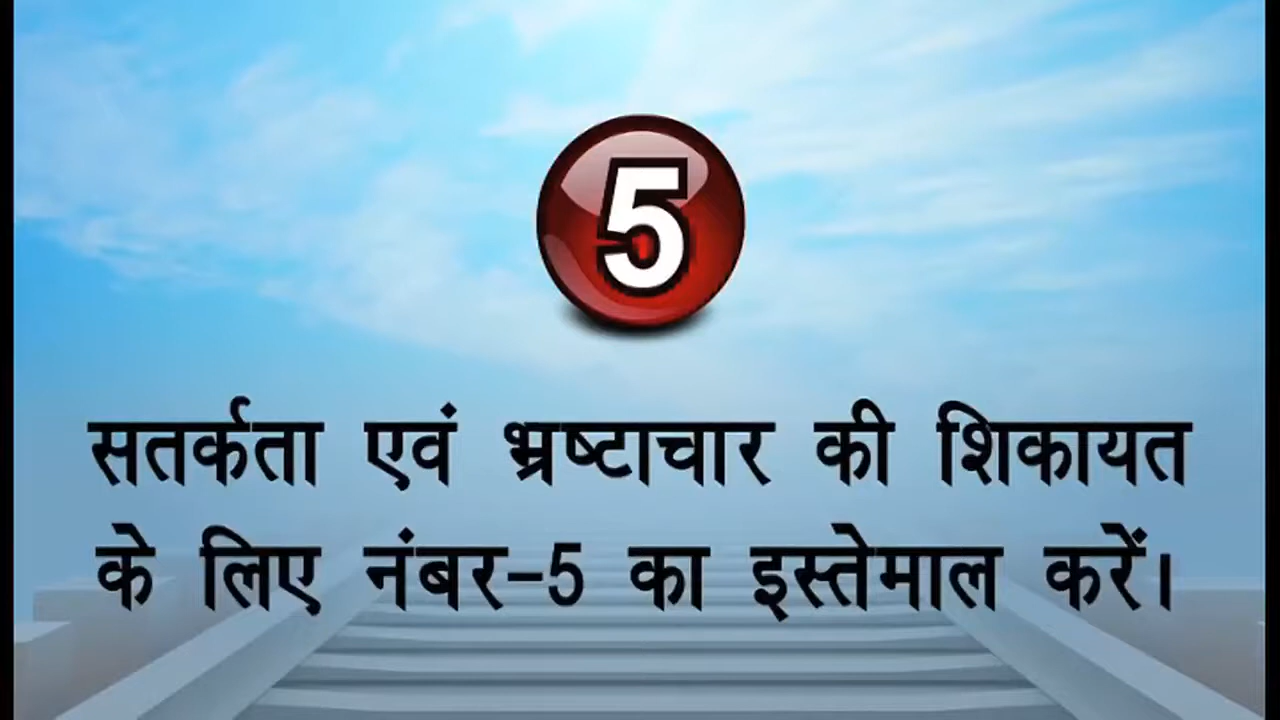 5
सतर्कता एवं भ्रष्टाचार की शिकायत
के लिए नंबर-5 का इस्तेमाल करें।